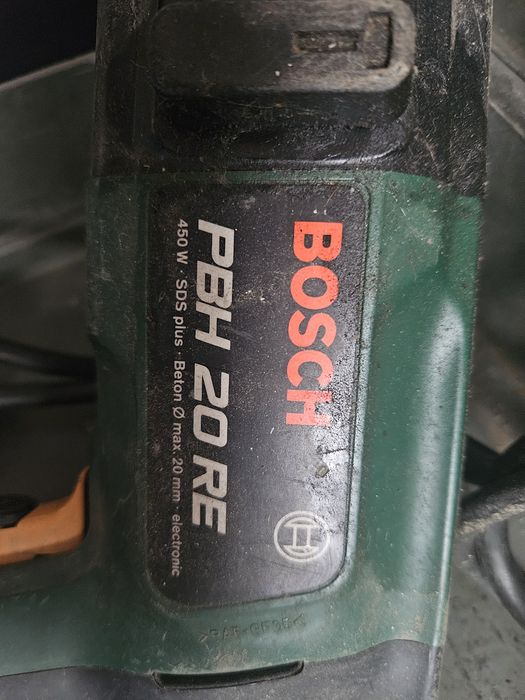 BOSCH
PBH 20 RE
450 W · SDS plus · Beton Ø max. 20 mm · electronic